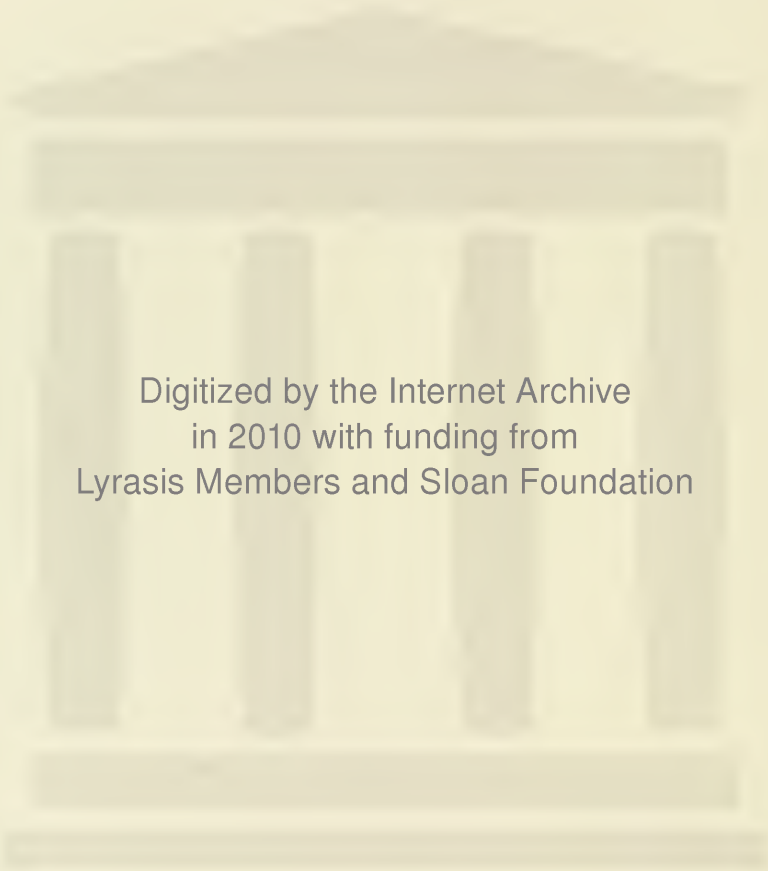 Digitized by the Internet Archive
in 2010 with funding from
Lyrasis Members and Sloan Foundation